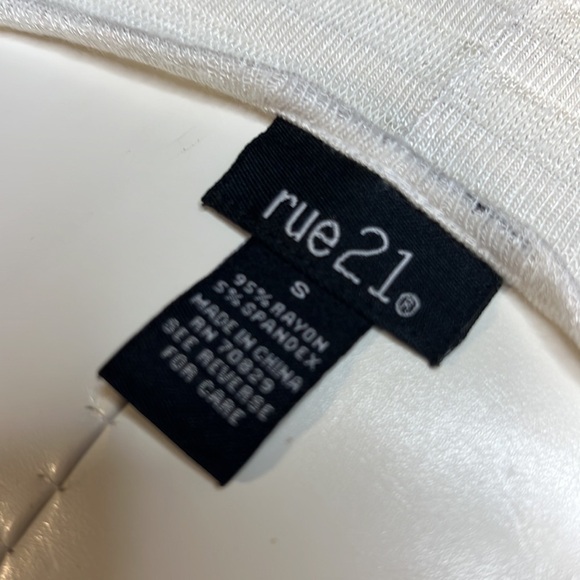 rue21®
S
95% RAYON
5% SPANDEX
MADE IN CHINA
RN 70829
SEE REVERSE
FOR CARE